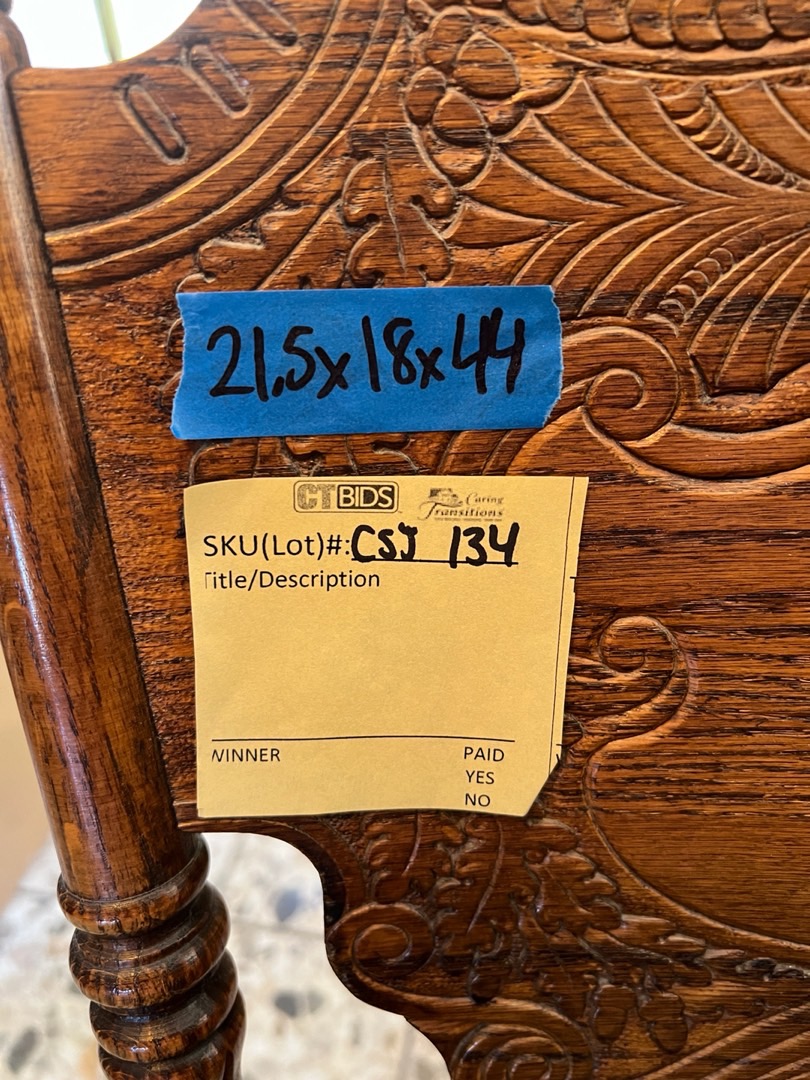 21.5x18x44
CTBIDS Caring
Transitions
SKU(Lot)#:CSJ 134
Title/Description
WINNER PAID
YES
NO